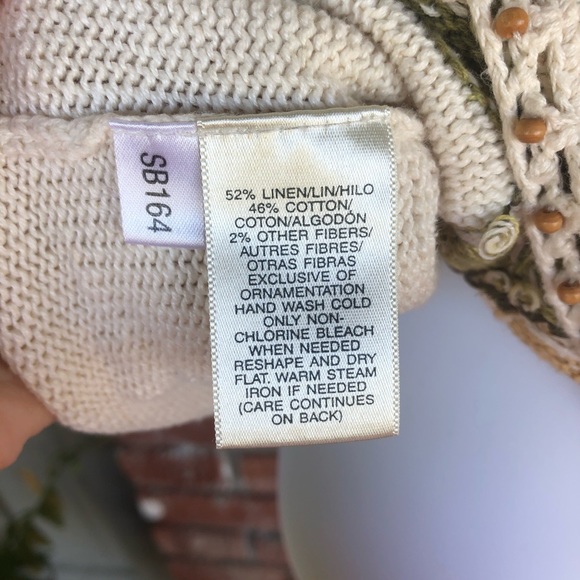 SB164
52% LINEN/LIN/HILO
46% COTTON/
COTON/ALGODÓN
2% OTHER FIBERS/
AUTRES FIBRES/
OTRAS FIBRAS
EXCLUSIVE OF
ORNAMENTATION
HAND WASH COLD
ONLY NON-
CHLORINE BLEACH
WHEN NEEDED
RESHAPE AND DRY
FLAT. WARM STEAM
IRON IF NEEDED
(CARE CONTINUES
ON BACK)